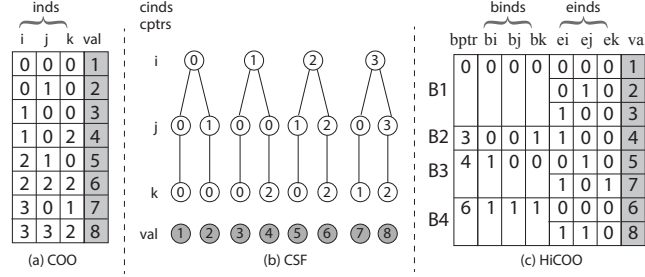 inds
i j k val
0 0 0 1
0 1 0 2
1 0 0 3
1 0 2 4
2 1 0 5
2 2 2 6
3 0 1 7
3 3 2 8
(a) COO
cinds
cptrs
i 0 1 2 3
j 0 1 0 0 1 2 0 3
k 0 0 0 2 0 2 1 2
val 1 2 3 4 5 6 7 8
(b) CSF
binds einds
bptr bi bj bk ei ej ek val
B1 0 0 0 0 0 0 0 1
0 1 0 2
1 0 0 3
B2 3 0 0 1 1 0 0 4
B3 4 1 0 0 0 1 0 5
1 0 1 7
B4 6 1 1 1 0 0 0 6
1 1 0 8
(c) HiCOO